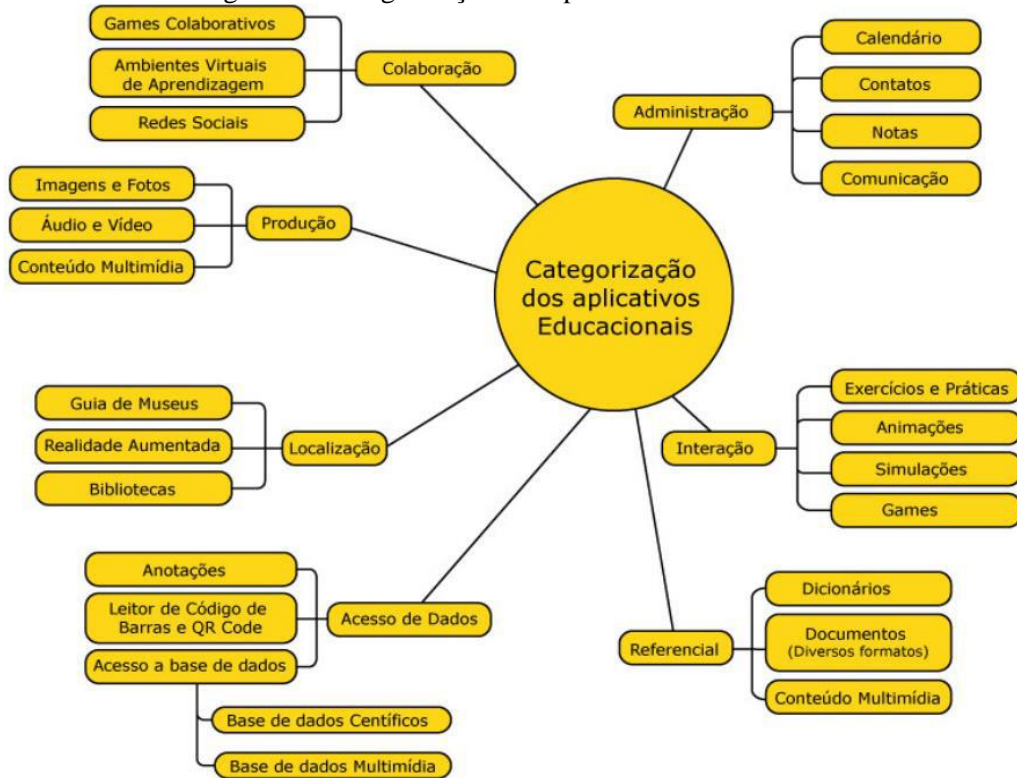 Games Colaborativos
Ambientes Virtuais
de Aprendizagem
Redes Sociais
Colaboração
Administração
Calendário
Contatos
Notas
Comunicação
Imagens e Fotos
Áudio e Vídeo
Conteúdo Multimídia
Produção
Categorização
dos aplicativos
Educacionais
Guia de Museus
Realidade Aumentada
Bibliotecas
Localização
Interação
Exercícios e Práticas
Animações
Simulações
Games
Anotações
Leitor de Código de
Barras e QR Code
Acesso a base de dados
Acesso de Dados
Base de dados Científicos
Base de dados Multimídia
Referencial
Dicionários
Documentos
(Diversos formatos)
Conteúdo Multimídia